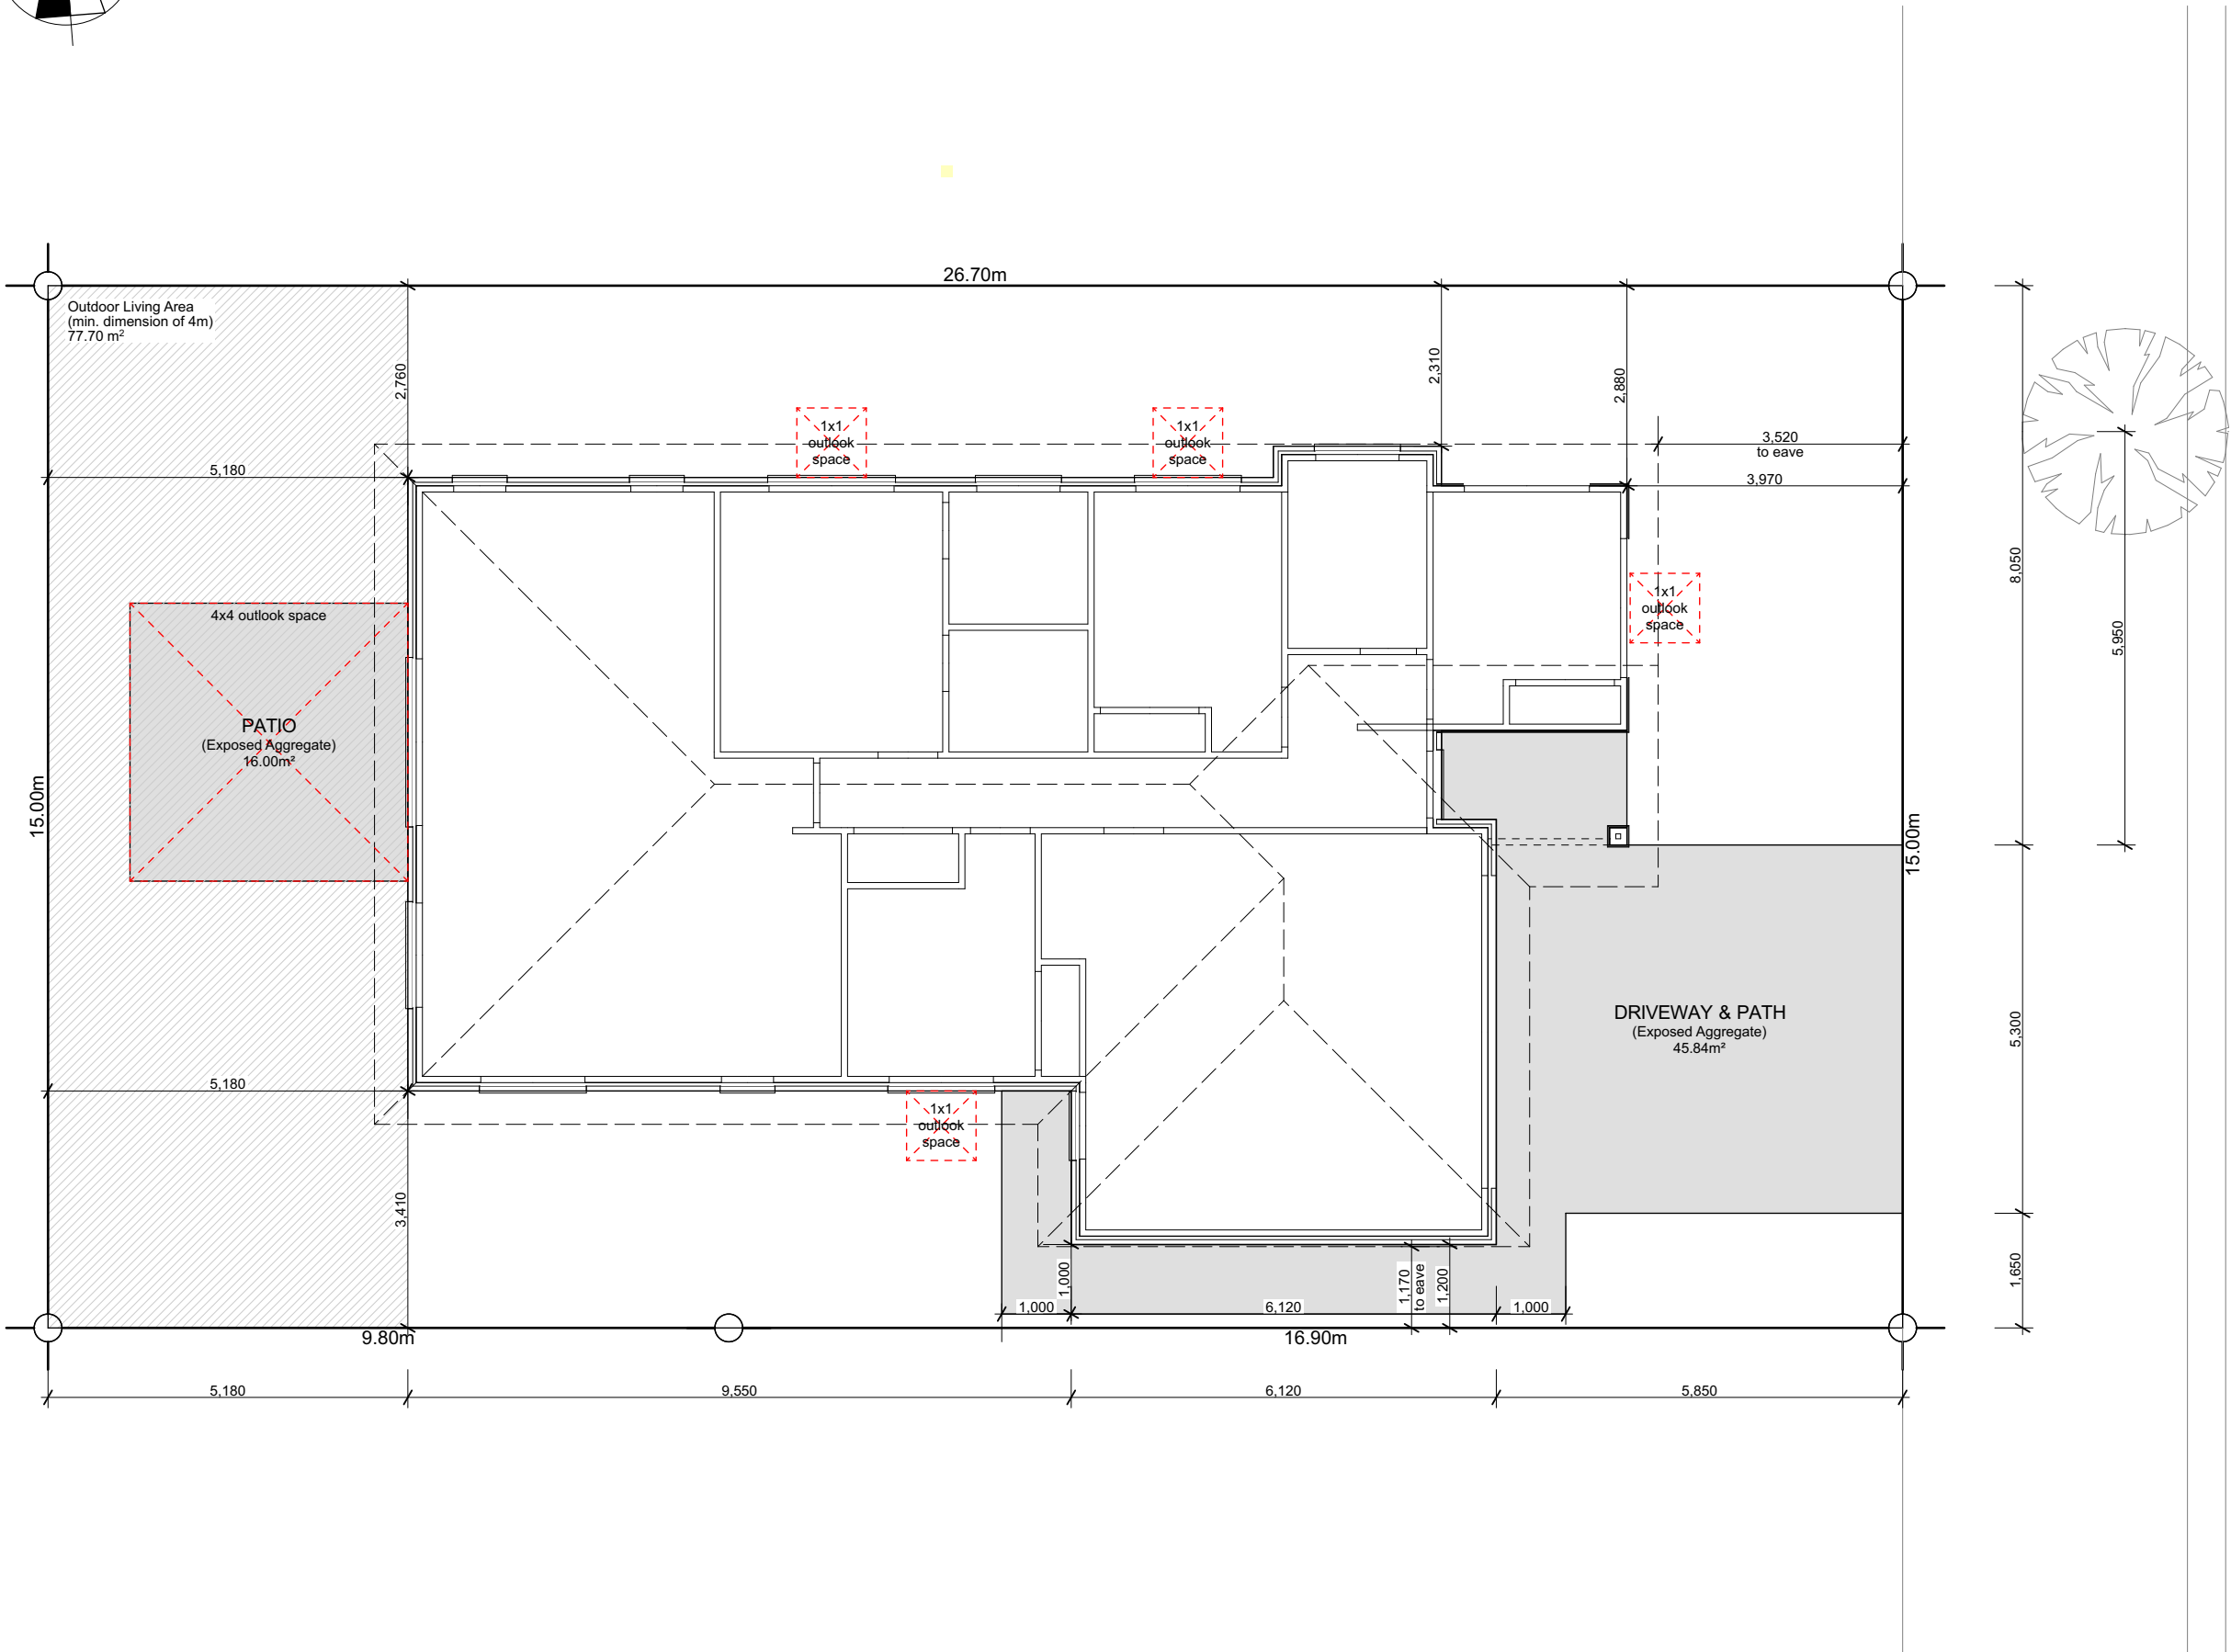 26.70m
Outdoor Living Area
(min. dimension of 4m)
77.70 m²
2,760
2,310
2,880
1x1
outlook
space
1x1
outlook
space
3,520
to eave
5,180
3,970
8,050
5,950
1x1
outlook
space
4x4 outlook space
PATIO
(Exposed Aggregate)
16.00m²
15.00m
15.00m
DRIVEWAY & PATH
(Exposed Aggregate)
45.84m²
5,300
5,180
1x1
outlook
space
3,410
1,000
1,170
to eave
1,200
1,650
1,000
6,120
1,000
9.80m
16.90m
5,180
9,550
6,120
5,850